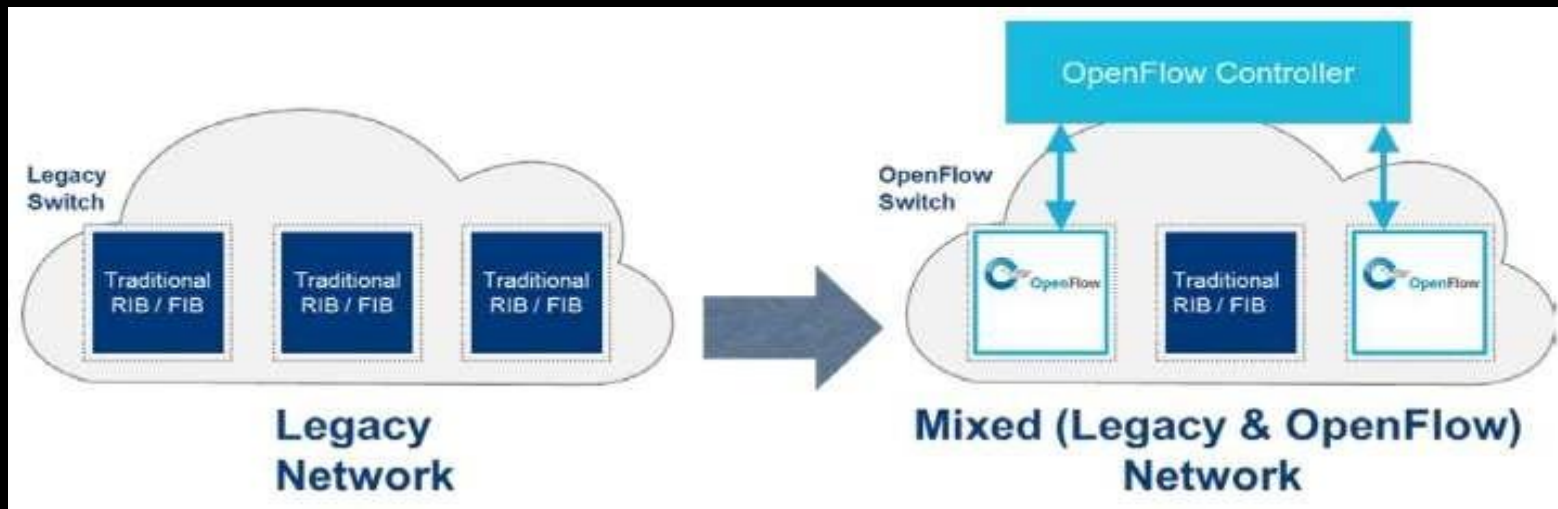 Legacy
Switch
Traditional
RIB / FIB
Traditional
RIB / FIB
Traditional
RIB / FIB
Legacy
Network
OpenFlow Controller
OpenFlow
Switch
OpenFlow
Traditional
RIB / FIB
OpenFlow
Mixed (Legacy & OpenFlow)
Network